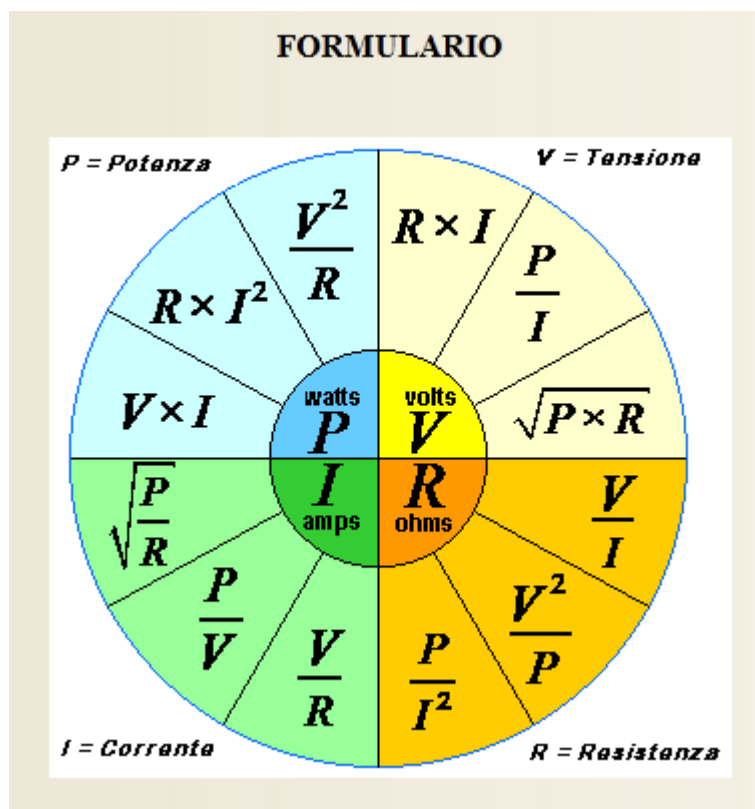 FORMULARIO
P = Potenza
V = Tensione
V²/R
R × I
R × I²
P/I
V × I
√(P × R)
watts
P
volts
V
I
amps
R
ohms
√(P/R)
V/I
P/V
V²/P
V/R
P/I²
I = Corrente
R = Resistenza